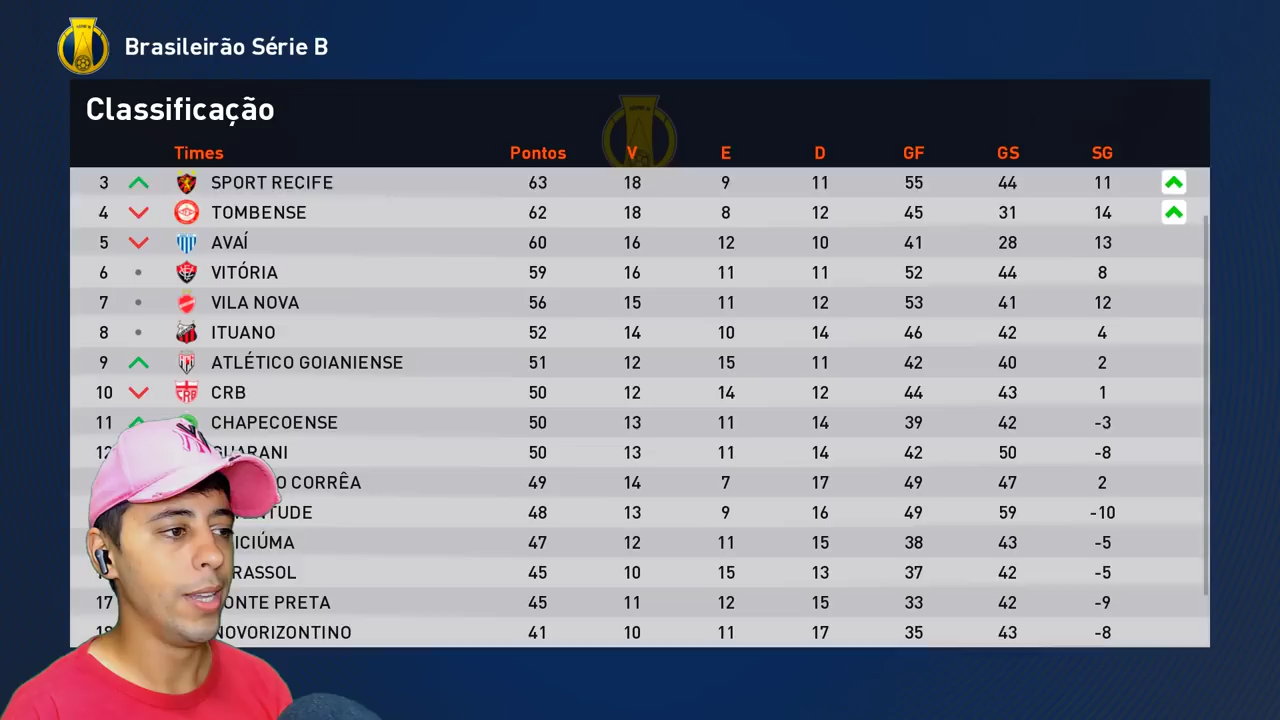 Brasileirão Série B
Classificação
Times Pontos V E D GF GS SG
3 SPORT RECIFE 63 18 9 11 55 44 11
4 TOMBENSE 62 18 8 12 45 31 14
5 AVAÍ 60 16 12 10 41 28 13
6 VITÓRIA 59 16 11 11 52 44 8
7 VILA NOVA 56 15 11 12 53 41 12
8 ITUANO 52 14 10 14 46 42 4
9 ATLÉTICO GOIANIENSE 51 12 15 11 42 40 2
10 CRB 50 12 14 12 44 43 1
11 CHAPECOENSE 50 13 11 14 39 42 -3
12 GUARANI 50 13 11 14 42 50 -8
CORRÊA 49 14 7 17 49 47 2
48 13 9 16 49 59 -10
47 12 11 15 38 43 -5
45 10 15 13 37 42 -5
17 PONTE PRETA 45 11 12 15 33 42 -9
18 NOVORIZONTINO 41 10 11 17 35 43 -8